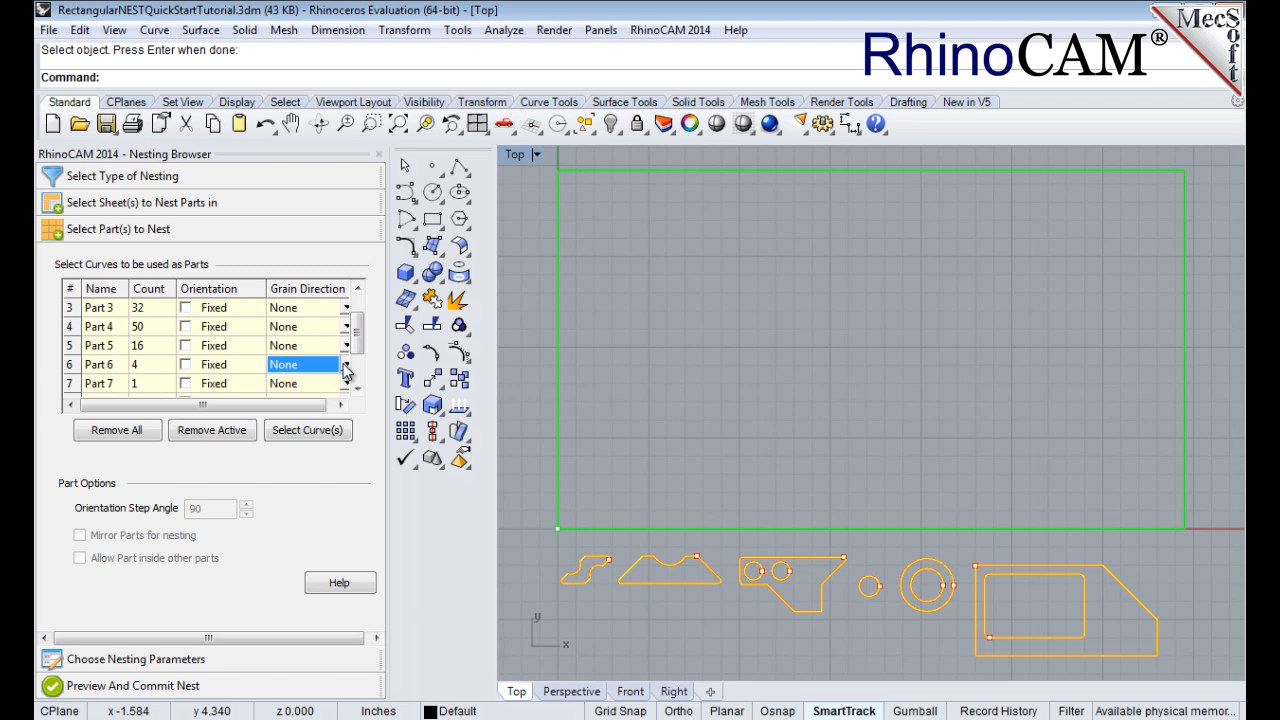 RectangularNESTQuickStartTutorial.3dm (43 KB) - Rhinoceros Evaluation (64-bit) - [Top]
File Edit View Curve Surface Solid Mesh Dimension Transform Tools Analyze Render Panels RhinoCAM 2014 Help
Select object. Press Enter when done:
Command:
RhinoCAM®
MecSoft
Standard CPlanes Set View Display Select Viewport Layout Visibility Transform Curve Tools Surface Tools Solid Tools Mesh Tools Render Tools Drafting New in V5
RhinoCAM 2014 - Nesting Browser
Select Type of Nesting
Select Sheet(s) to Nest Parts in
Select Part(s) to Nest
Select Curves to be used as Parts
# Name Count Orientation Grain Direction
3 Part 3 32 Fixed None
4 Part 4 50 Fixed None
5 Part 5 16 Fixed None
6 Part 6 4 Fixed None
7 Part 7 1 Fixed None
Remove All Remove Active Select Curve(s)
Part Options
Orientation Step Angle 90
Mirror Parts for nesting
Allow Part inside other parts
Help
Choose Nesting Parameters
Preview And Commit Nest
Top
y
x
Top Perspective Front Right
CPlane x -1.584 y 4.340 z 0.000 Inches Default Grid Snap Ortho Planar Osnap SmartTrack Gumball Record History Filter Available physical memor...